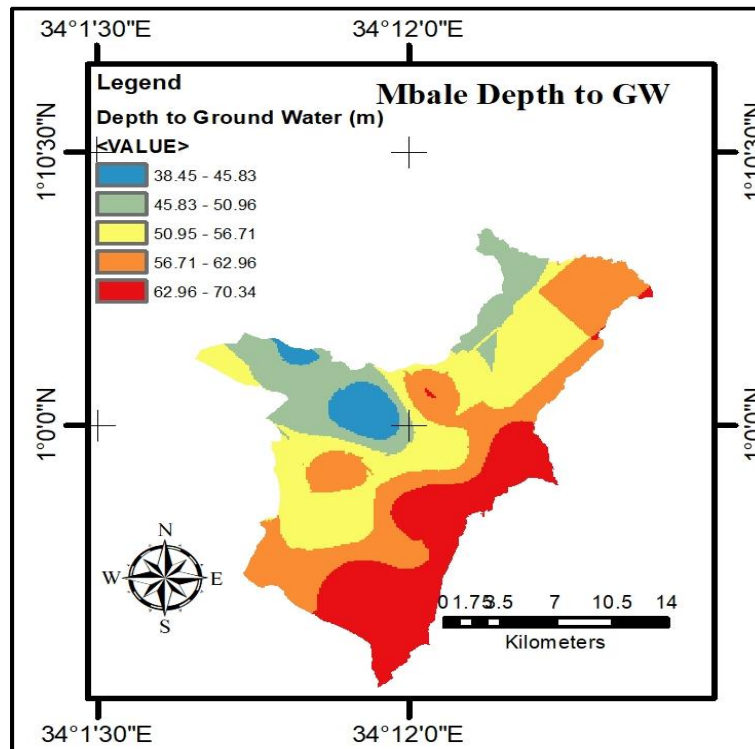 34°1'30"E 34°12'0"E
Legend
Mbale Depth to GW
Depth to Ground Water (m)
<VALUE>
38.45 - 45.83
45.83 - 50.96
50.95 - 56.71
56.71 - 62.96
62.96 - 70.34
1°10'30"N 1°10'30"N
1°0'0"N 1°0'0"N
N
W E
S
0 1.75 3.5 7 10.5 14
Kilometers
34°1'30"E 34°12'0"E